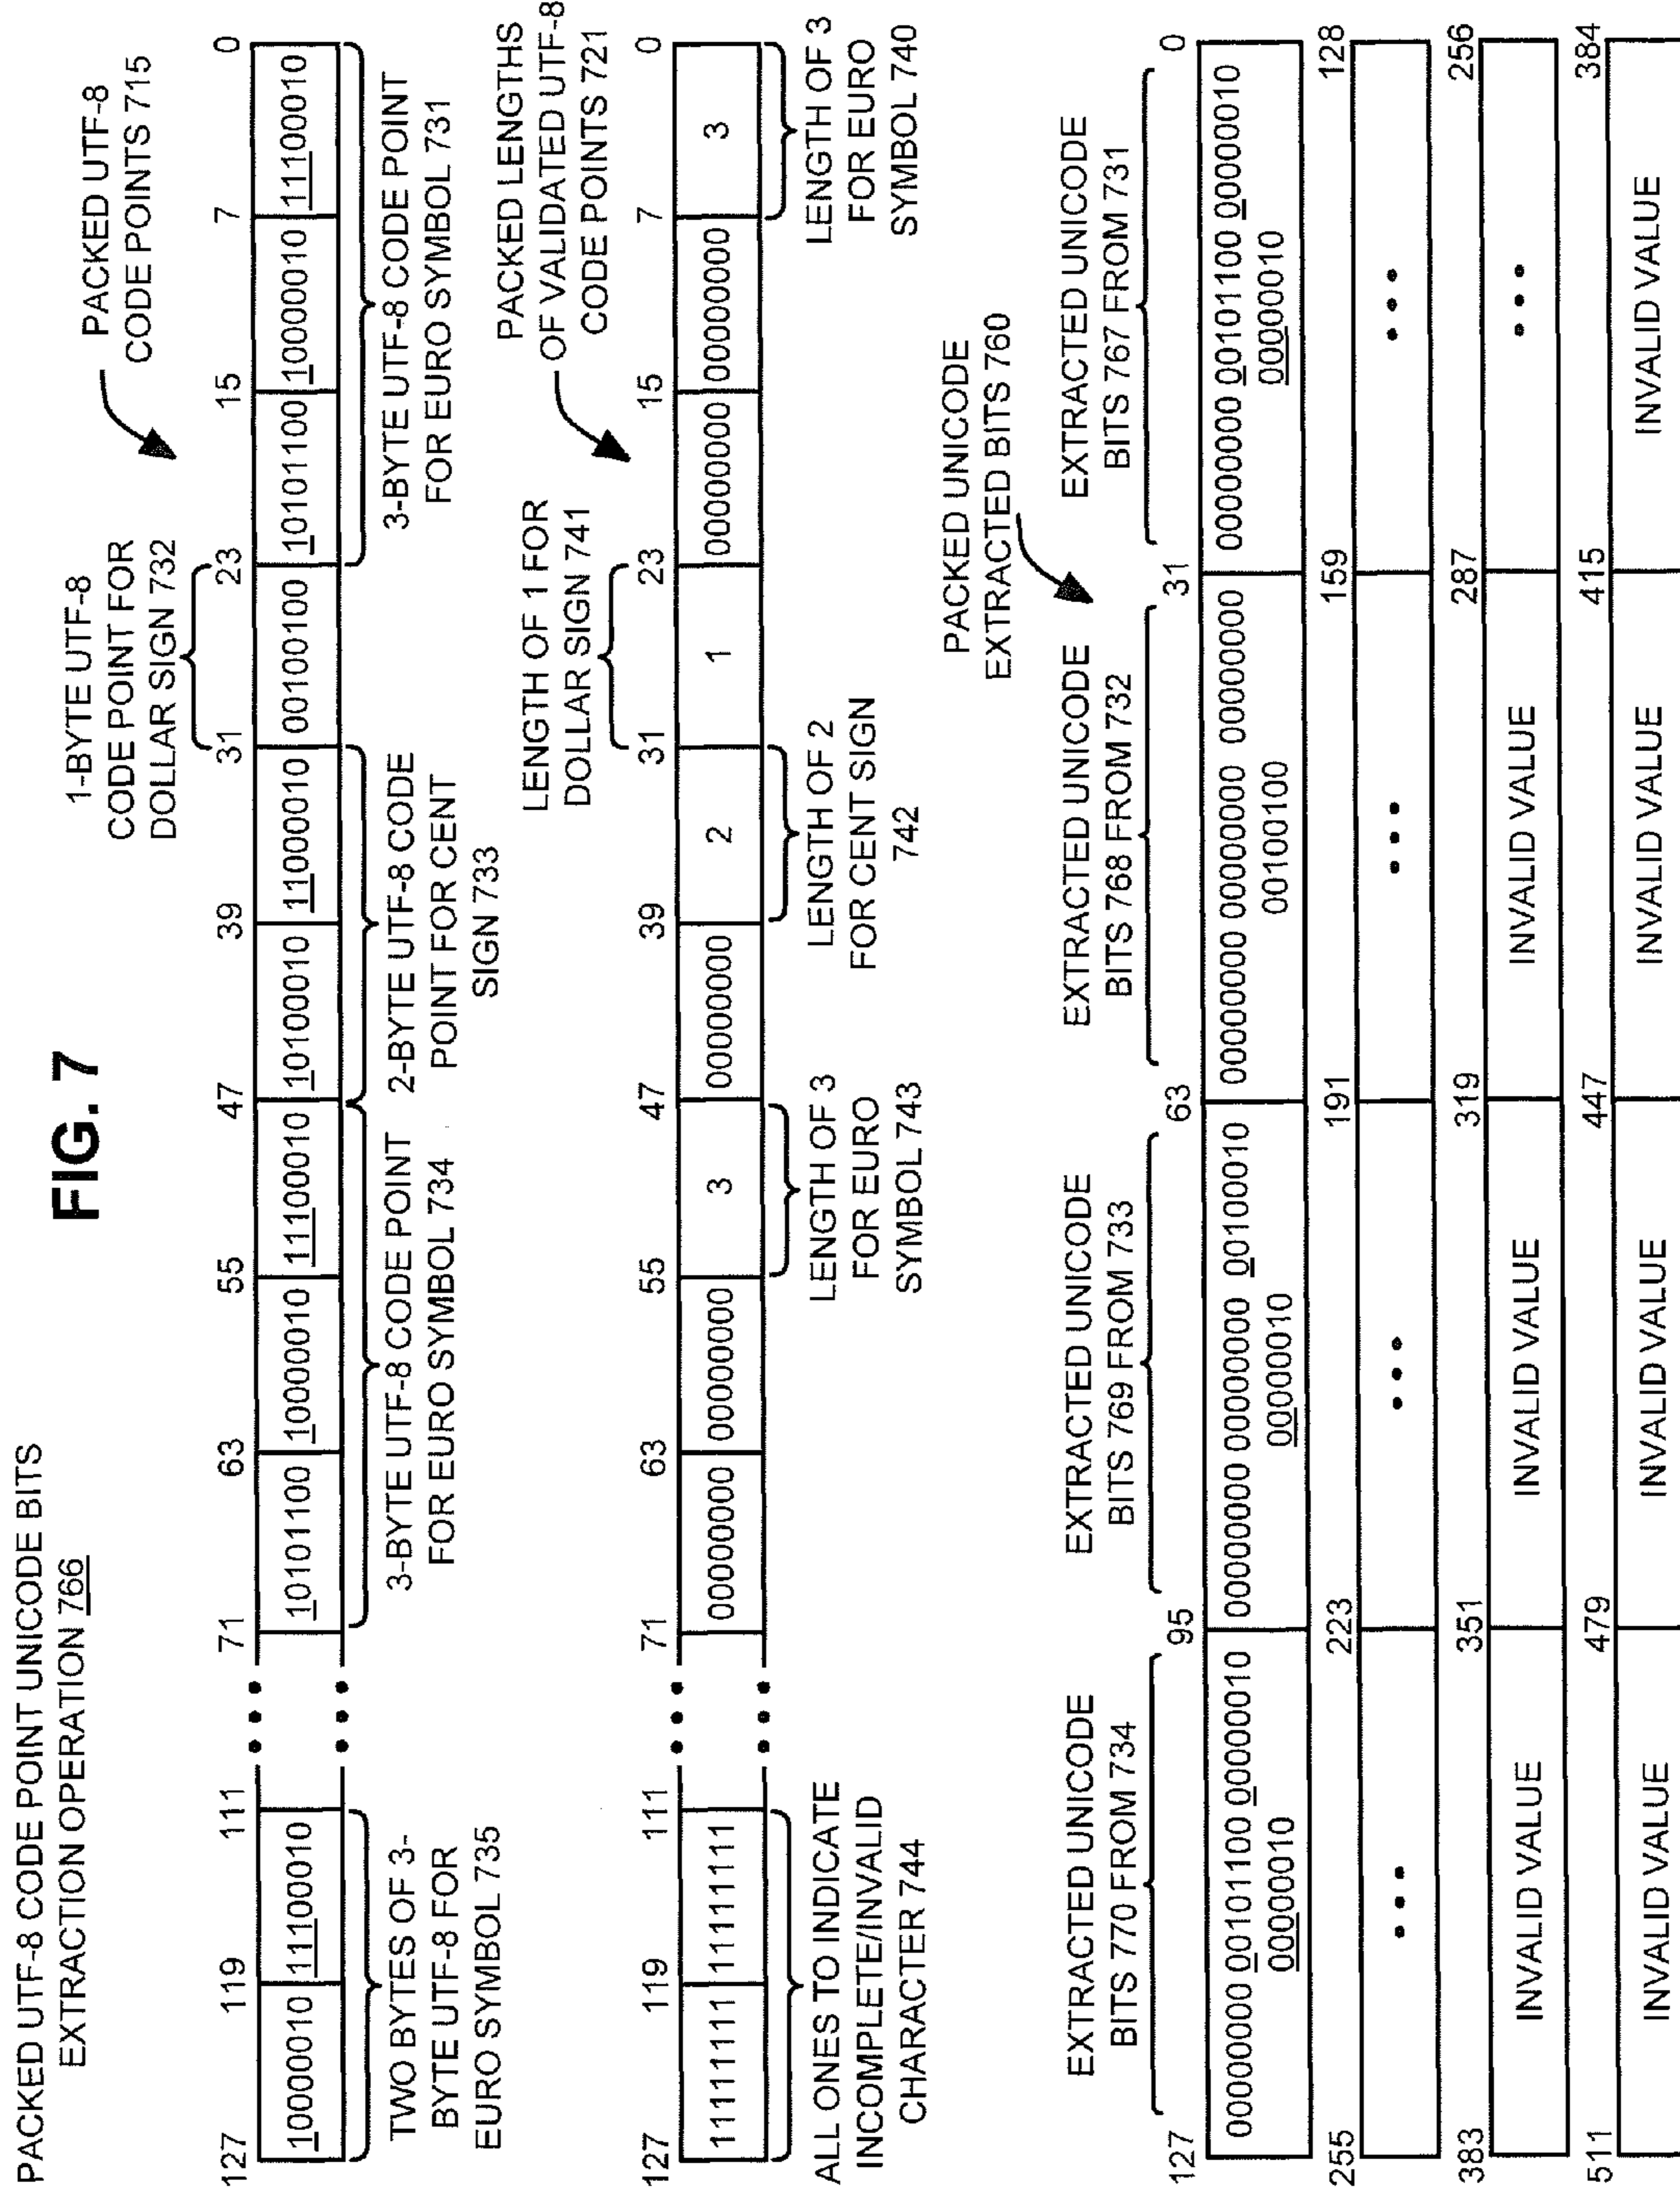 PACKED UTF-8 CODE POINT UNICODE BITS
EXTRACTION OPERATION 766
FIG. 7
1-BYTE UTF-8
CODE POINT FOR
DOLLAR SIGN 732
PACKED UTF-8
CODE POINTS 715
127 119 111 71 63 55 47 39 31 23 15 7 0
10000010 11100010 • • • 10101100 10000010 11100010 10100010 11000010 00100100 10101100 10000010 11100010
TWO BYTES OF 3-
BYTE UTF-8 FOR
EURO SYMBOL 735
3-BYTE UTF-8 CODE POINT
FOR EURO SYMBOL 734
2-BYTE UTF-8 CODE
POINT FOR CENT
SIGN 733
3-BYTE UTF-8 CODE POINT
FOR EURO SYMBOL 731
LENGTH OF 1 FOR
DOLLAR SIGN 741
PACKED LENGTHS
OF VALIDATED UTF-8
CODE POINTS 721
127 119 111 71 63 55 47 39 31 23 15 7 0
11111111 11111111 • • • 00000000 00000000 3 00000000 2 1 00000000 00000000 3
ALL ONES TO INDICATE
INCOMPLETE/INVALID
CHARACTER 744
LENGTH OF 3
FOR EURO
SYMBOL 743
LENGTH OF 2
FOR CENT SIGN
742
LENGTH OF 3
FOR EURO
SYMBOL 740
PACKED UNICODE
EXTRACTED BITS 760
EXTRACTED UNICODE
BITS 770 FROM 734
EXTRACTED UNICODE
BITS 769 FROM 733
EXTRACTED UNICODE
BITS 768 FROM 732
EXTRACTED UNICODE
BITS 767 FROM 731
127 95 63 31 0
00000000 00101100 00000010
00000010
00000000 00000000 00100010
00000010
00000000 00000000 00000000
00100100
00000000 00101100 00000010
00000010
255 223 191 159 128
• • • • • • • • • • • •
383 351 319 287 256
INVALID VALUE INVALID VALUE INVALID VALUE • • •
511 479 447 415 384
INVALID VALUE INVALID VALUE INVALID VALUE INVALID VALUE